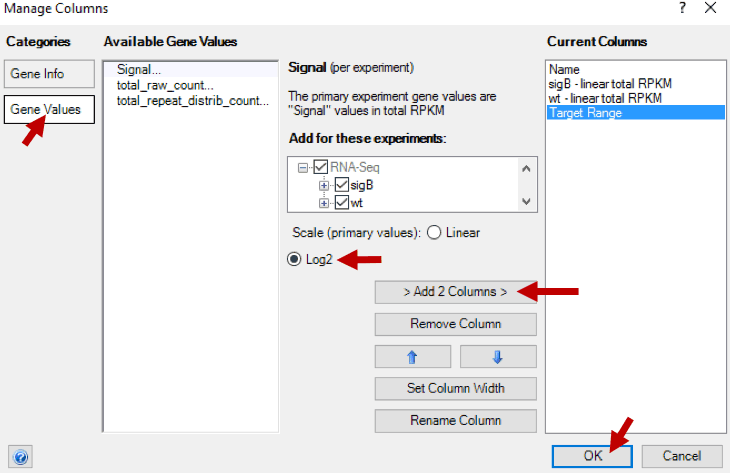 Manage Columns
? X
Categories
Available Gene Values
Current Columns
Gene Info
Gene Values
Signal...
total_raw_count...
total_repeat_distrib_count...
Signal (per experiment)
The primary experiment gene values are
"Signal" values in total RPKM
Add for these experiments:
RNA-Seq
sigB
wt
Scale (primary values): Linear
Log2
> Add 2 Columns >
Remove Column
Set Column Width
Rename Column
Name
sigB - linear total RPKM
wt - linear total RPKM
Target Range
?
OK
Cancel